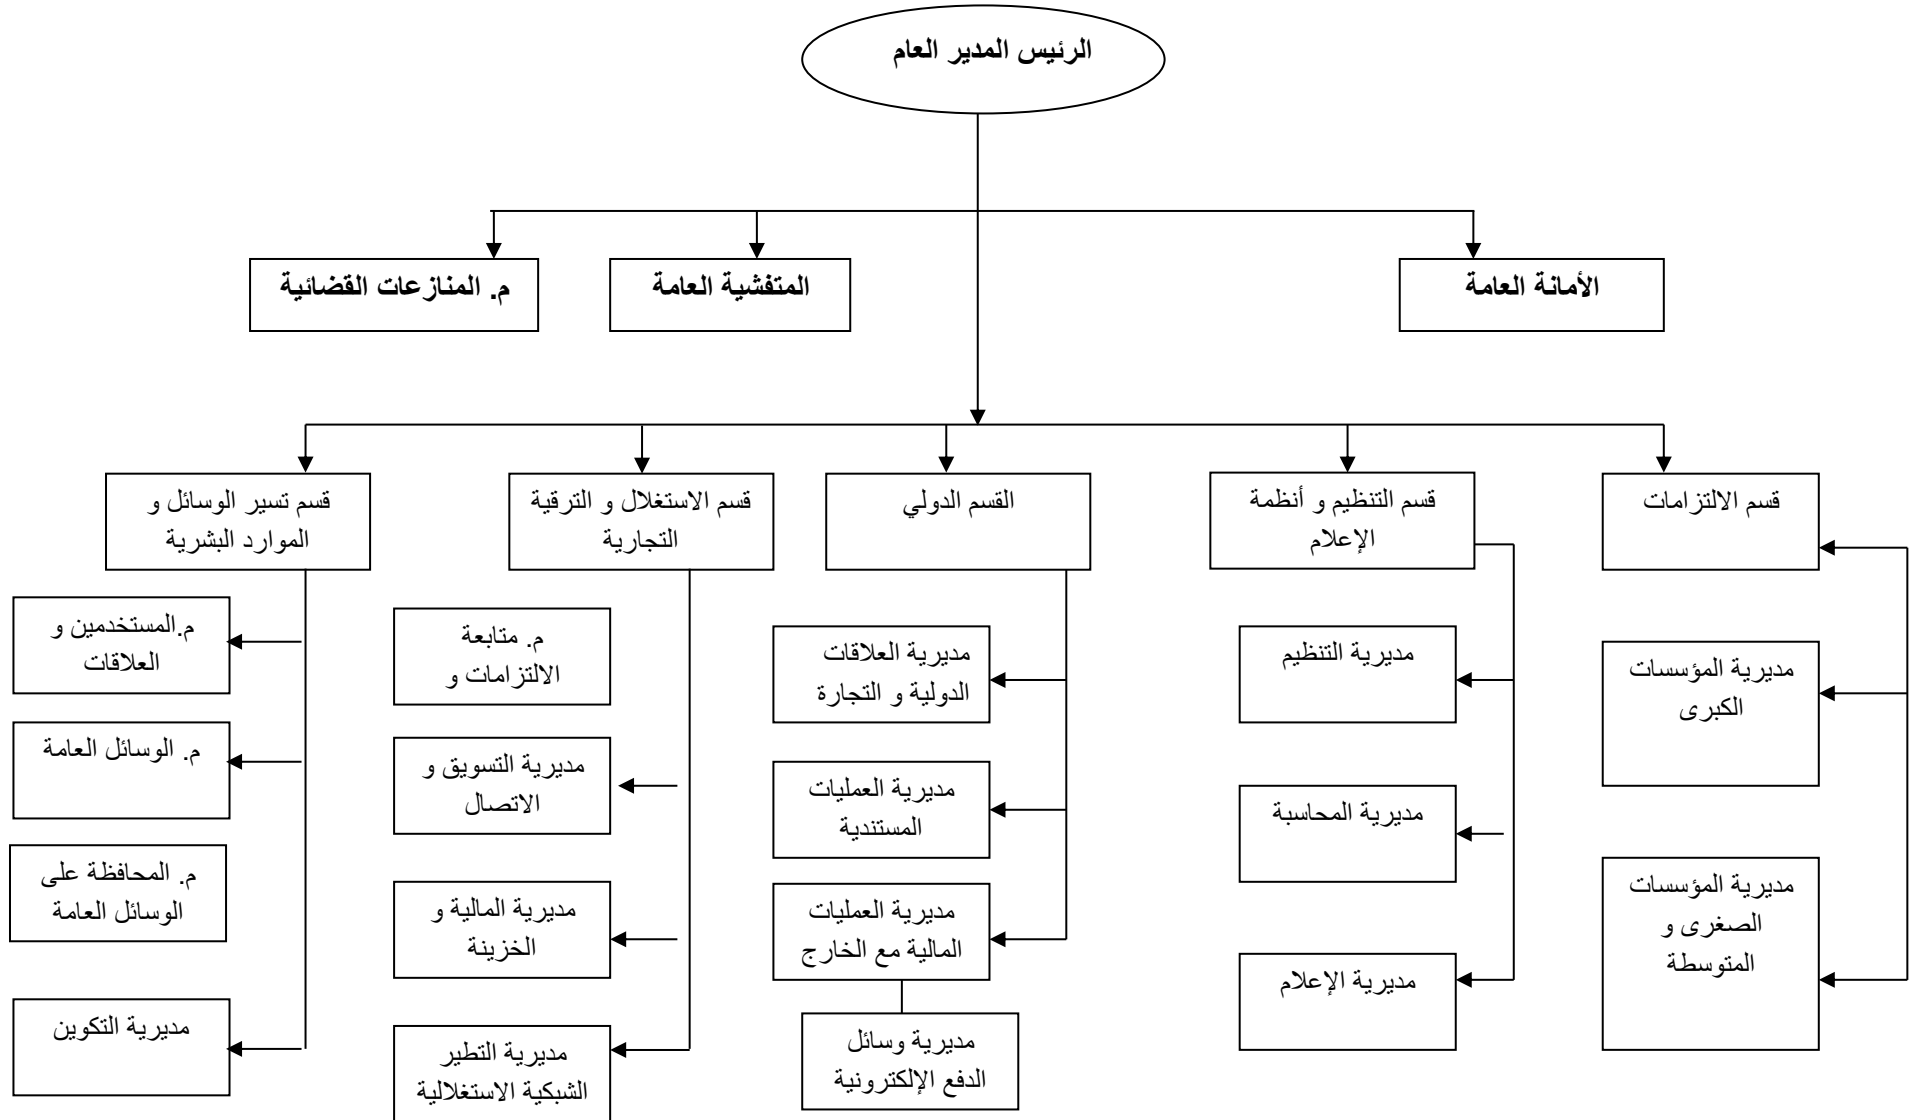 الرئيس المدير العام
الأمانة العامة
المتفشية العامة
م. المنازعات القضائية
قسم الالتزامات
قسم التنظيم و أنظمة
الإعلام
القسم الدولي
قسم الاستغلال و الترقية
التجارية
قسم تسير الوسائل و
الموارد البشرية
مديرية المؤسسات
الكبرى
مديرية المؤسسات
الصغرى و
المتوسطة
مديرية التنظيم
مديرية المحاسبة
مديرية الإعلام
مديرية العلاقات
الدولية و التجارة
مديرية العمليات
المستندية
مديرية العمليات
المالية مع الخارج
مديرية وسائل
الدفع الإلكترونية
م. متابعة
الالتزامات و
مديرية التسويق و
الاتصال
مديرية المالية و
الخزينة
مديرية التطير
الشبكية الاستغلالية
م.المستخدمين و
العلاقات
م. الوسائل العامة
م. المحافظة على
الوسائل العامة
مديرية التكوين